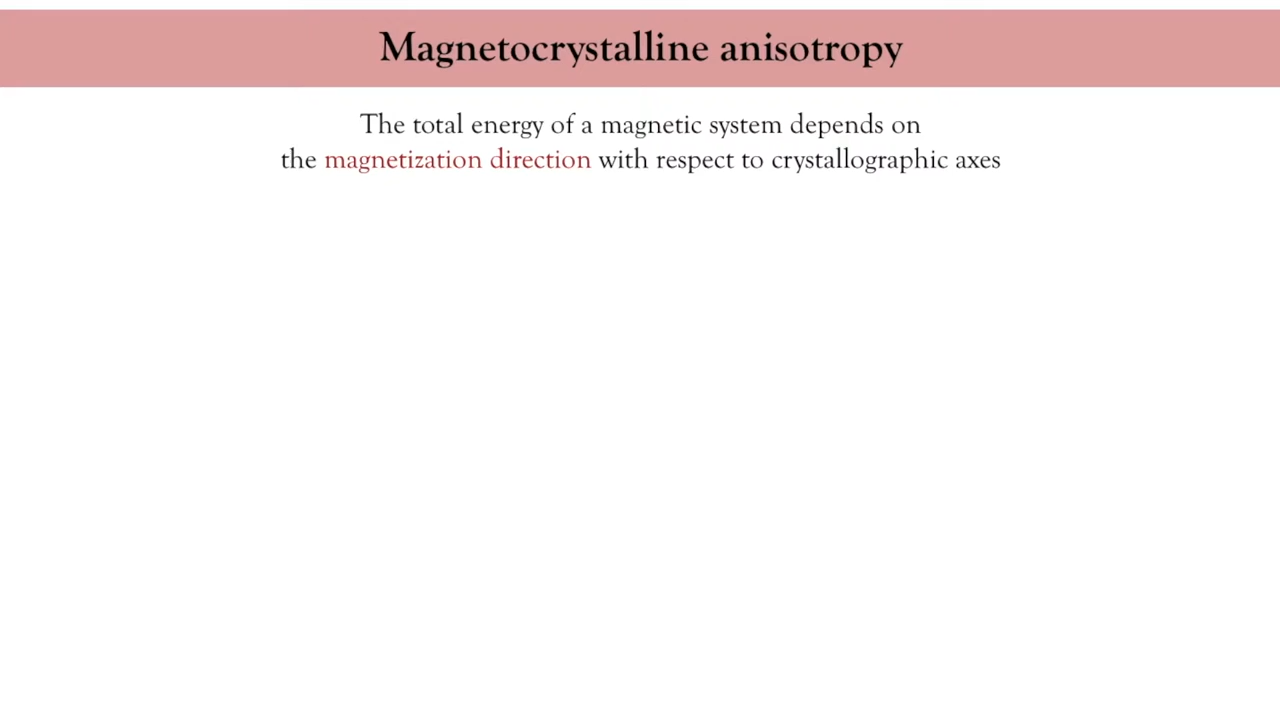 Magnetocrystalline anisotropy
The total energy of a magnetic system depends on
the magnetization direction with respect to crystallographic axes